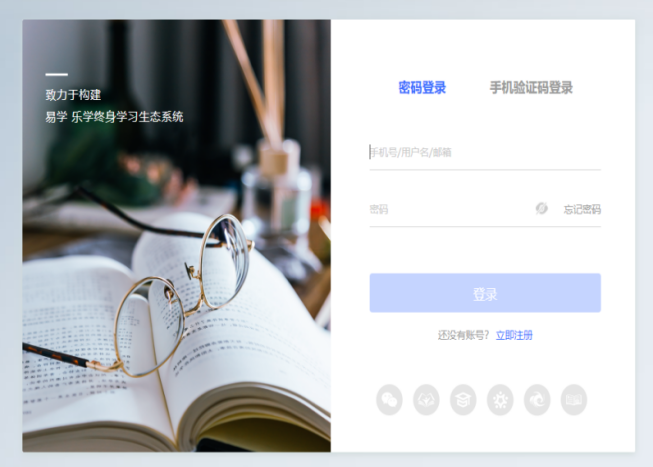 致力于构建
易学 乐学终身学习生态系统
密码登录 手机验证码登录
手机号/用户名/邮箱
密码 忘记密码
登录
还没有账号? 立即注册